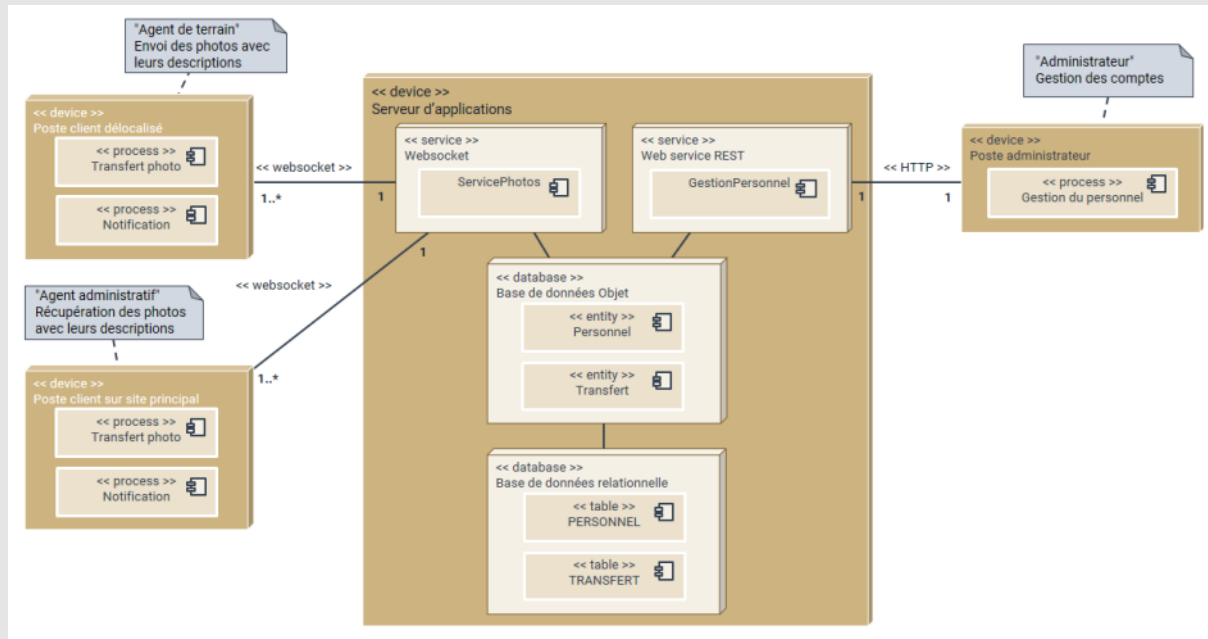 "Agent de terrain"
Envoi des photos avec
leurs descriptions
<< device >>
Poste client délocalisé
<< process >>
Transfert photo
<< process >>
Notification
<< websocket >>
1..*
1
"Agent administratif"
Récupération des photos
avec leurs descriptions
<< device >>
Poste client sur site principal
<< process >>
Transfert photo
<< process >>
Notification
<< websocket >>
1..*
1
<< device >>
Serveur d'applications
<< service >>
Websocket
ServicePhotos
<< service >>
Web service REST
GestionPersonnel
<< database >>
Base de données Objet
<< entity >>
Personnel
<< entity >>
Transfert
<< database >>
Base de données relationnelle
<< table >>
PERSONNEL
<< table >>
TRANSFERT
<< HTTP >>
1
1
"Administrateur"
Gestion des comptes
<< device >>
Poste administrateur
<< process >>
Gestion du personnel